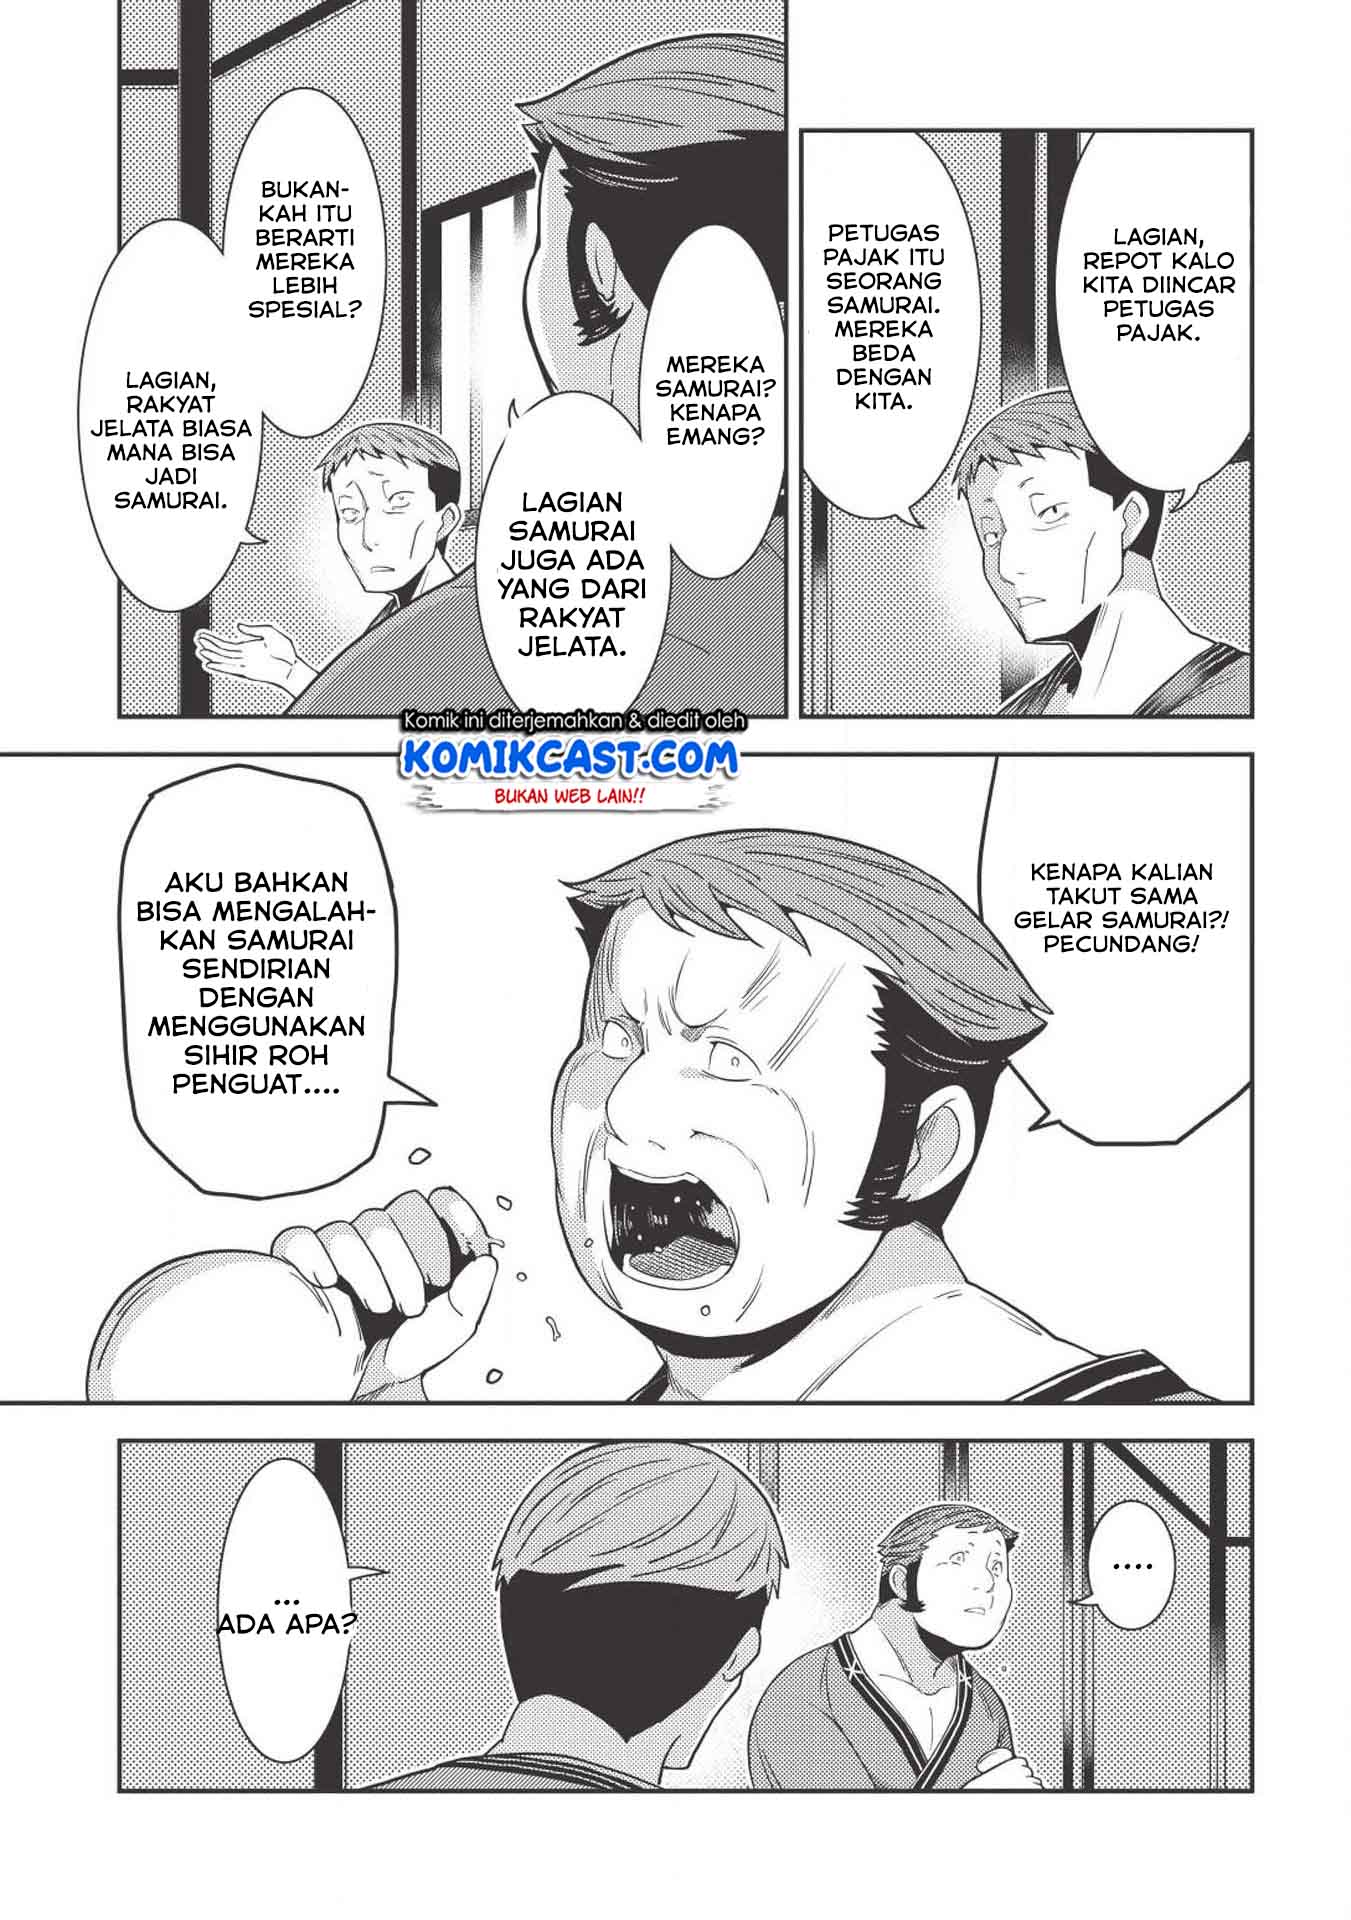 LAGIAN,
REPOT KALO
KITA DIINCAR
PETUGAS
PAJAK.
PETUGAS
PAJAK ITU
SEORANG
SAMURAI.
MEREKA
BEDA
DENGAN
KITA.
MEREKA
SAMURAI?
KENAPA
EMANG?
LAGIAN
SAMURAI
JUGA ADA
YANG DARI
RAKYAT
JELATA.
BUKAN-
KAH ITU
BERARTI
MEREKA
LEBIH
SPESIAL?
LAGIAN,
RAKYAT
JELATA BIASA
MANA BISA
JADI
SAMURAI.
Komik ini diterjemahkan & diedit oleh
KOMIKCAST.COM
BUKAN WEB LAIN!!
KENAPA KALIAN
TAKUT SAMA
GELAR SAMURAI?!
PECUNDANG!
AKU BAHKAN
BISA MENGALAH-
KAN SAMURAI
SENDIRIAN
DENGAN
MENGGUNAKAN
SIHIR ROH
PENGUAT....
....
...
ADA APA?